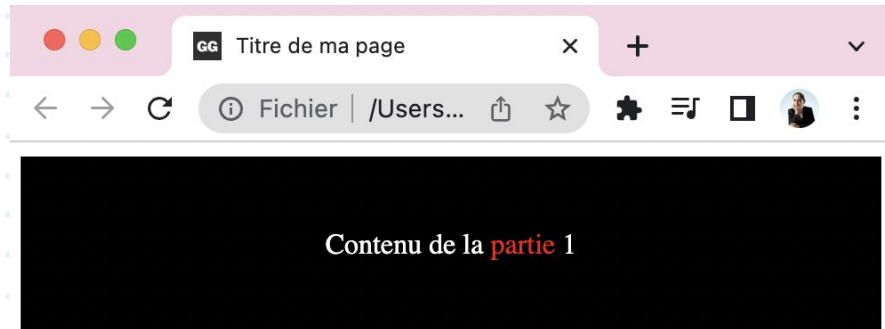 GG Titre de ma page
Fichier | /Users...
Contenu de la partie 1